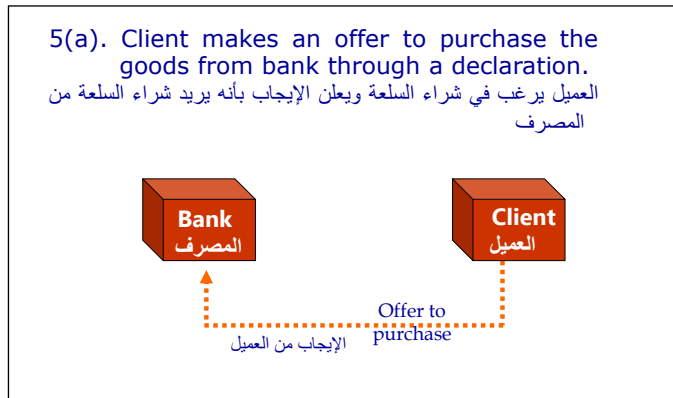 5(a). Client makes an offer to purchase the
goods from bank through a declaration.
العميل يرغب في شراء السلعة ويعلن الإيجاب بأنه يريد شراء السلعة من
المصرف
Bank
المصرف
Client
العميل
Offer to
purchase
الإيجاب من العميل